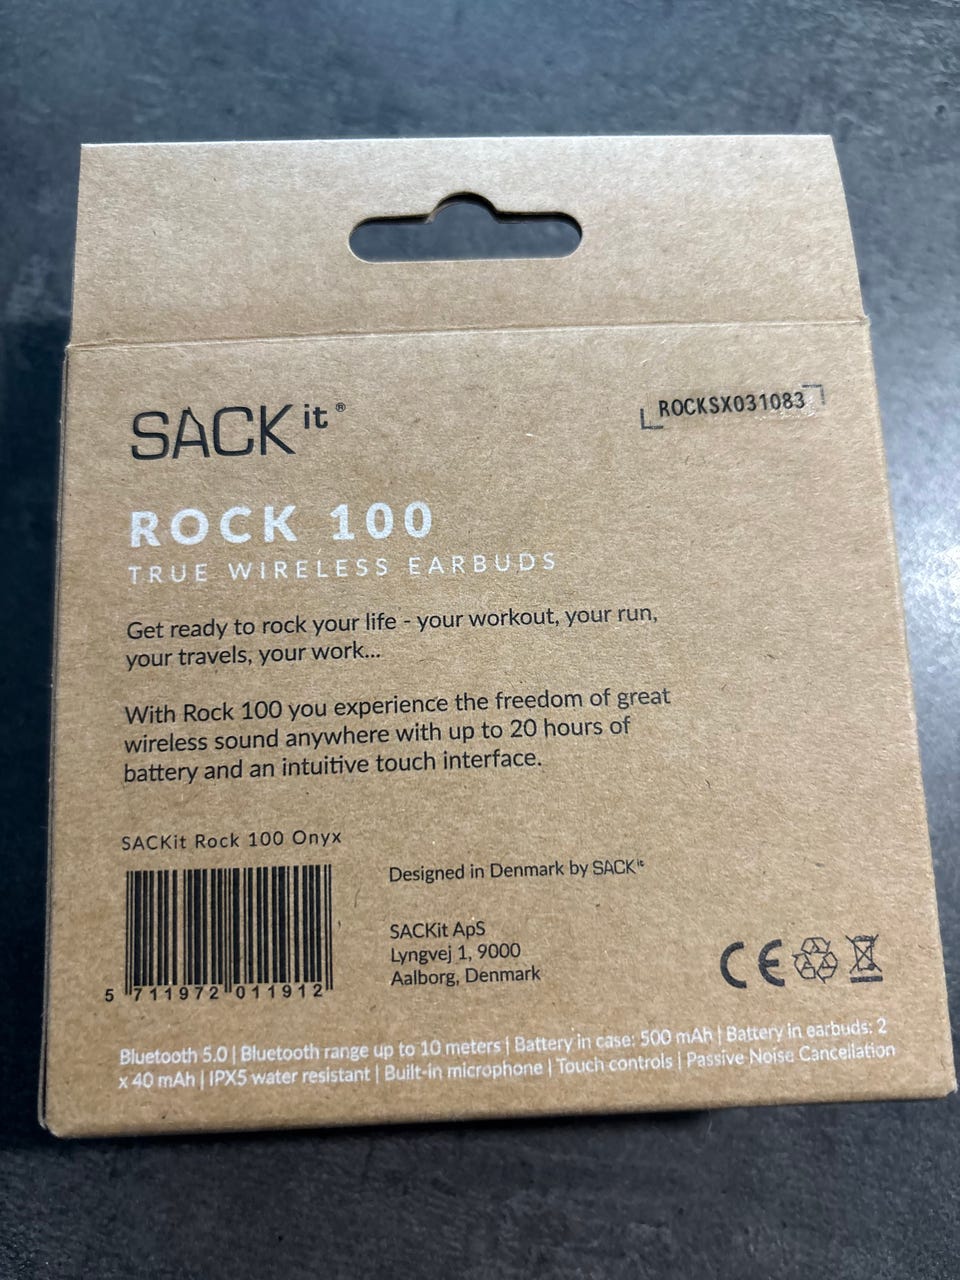 SACKit®
ROCKSX031083
ROCK 100
TRUE WIRELESS EARBUDS
Get ready to rock your life - your workout, your run,
your travels, your work...
With Rock 100 you experience the freedom of great
wireless sound anywhere with up to 20 hours of
battery and an intuitive touch interface.
SACKit Rock 100 Onyx
5 711972 011912
Designed in Denmark by SACKit
SACKit ApS
Lyngvej 1, 9000
Aalborg, Denmark
CE
Bluetooth 5.0 | Bluetooth range up to 10 meters | Battery in case: 500 mAh | Battery in earbuds: 2
x 40 mAh | IPX5 water resistant | Built-in microphone | Touch controls | Passive Noise Cancellation